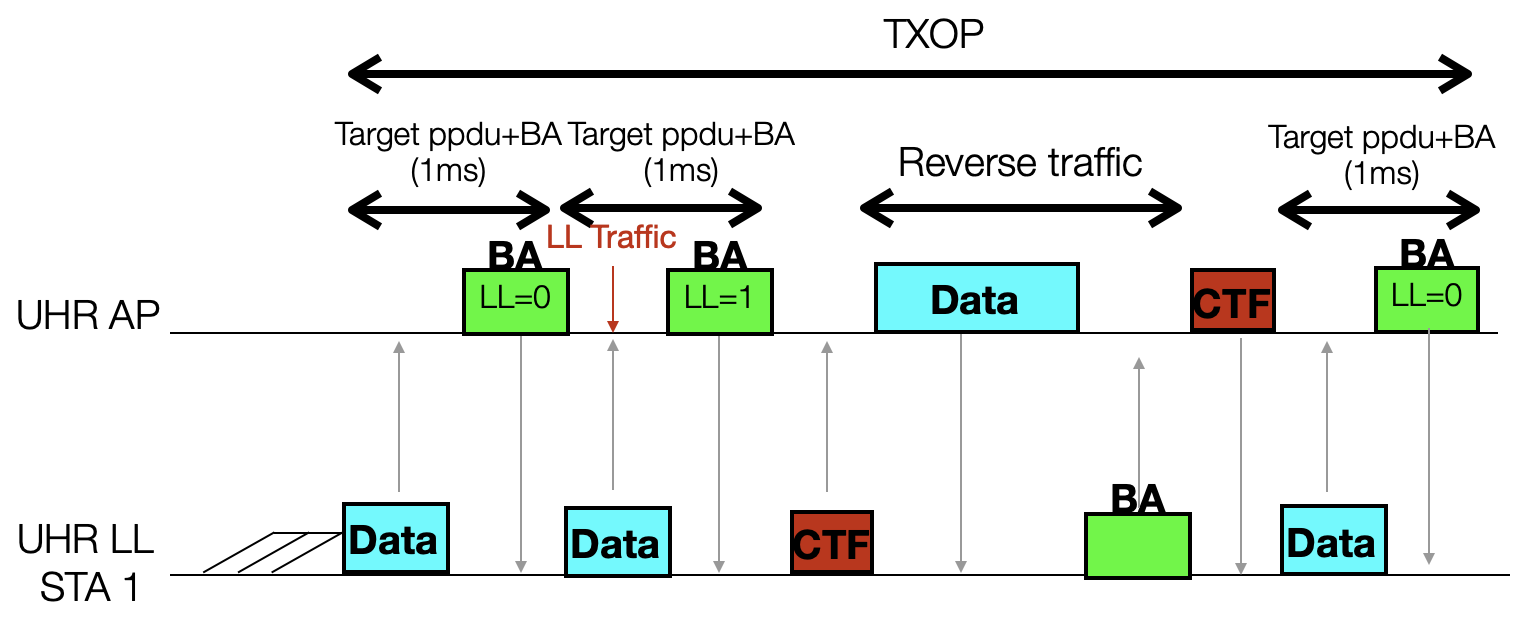 TXOP
Target ppdu+BA
(1ms)
Target ppdu+BA
(1ms)
Reverse traffic
Target ppdu+BA
(1ms)
LL Traffic
BA
BA
BA
UHR AP
LL=0
LL=1
Data
CTF
LL=0
BA
UHR LL
STA 1
Data
Data
CTF
Data